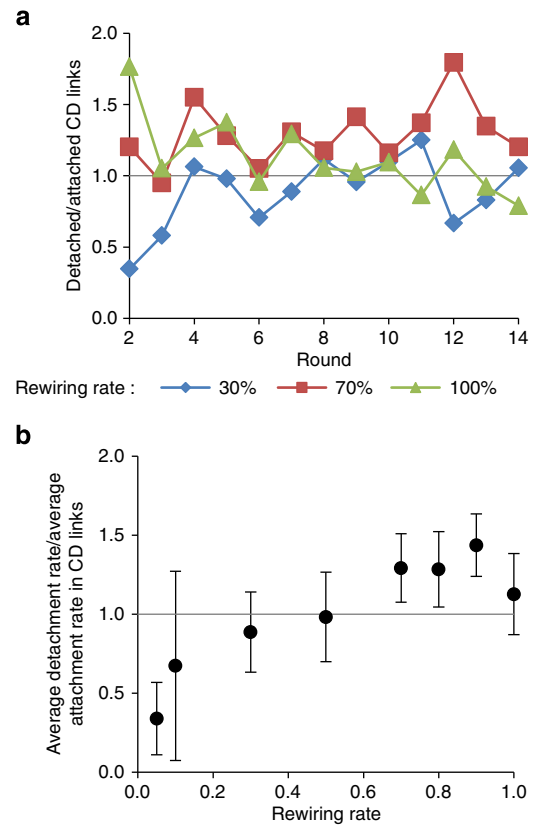 a
2.0
1.5
1.0
0.5
0.0
Detached/attached CD links
2 4 6 8 10 12 14
Round
Rewiring rate : 30% 70% 100%
b
2.0
1.5
1.0
0.5
0.0
Average detachment rate/average
attachment rate in CD links
0.0 0.2 0.4 0.6 0.8 1.0
Rewiring rate